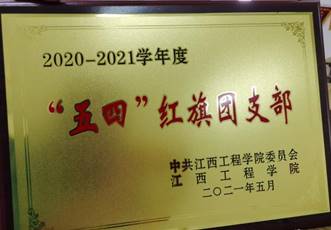 2020-2021学年度
“五四”红旗团支部
中共江西工程学院委员会
江西工程学院
二〇二一年五月